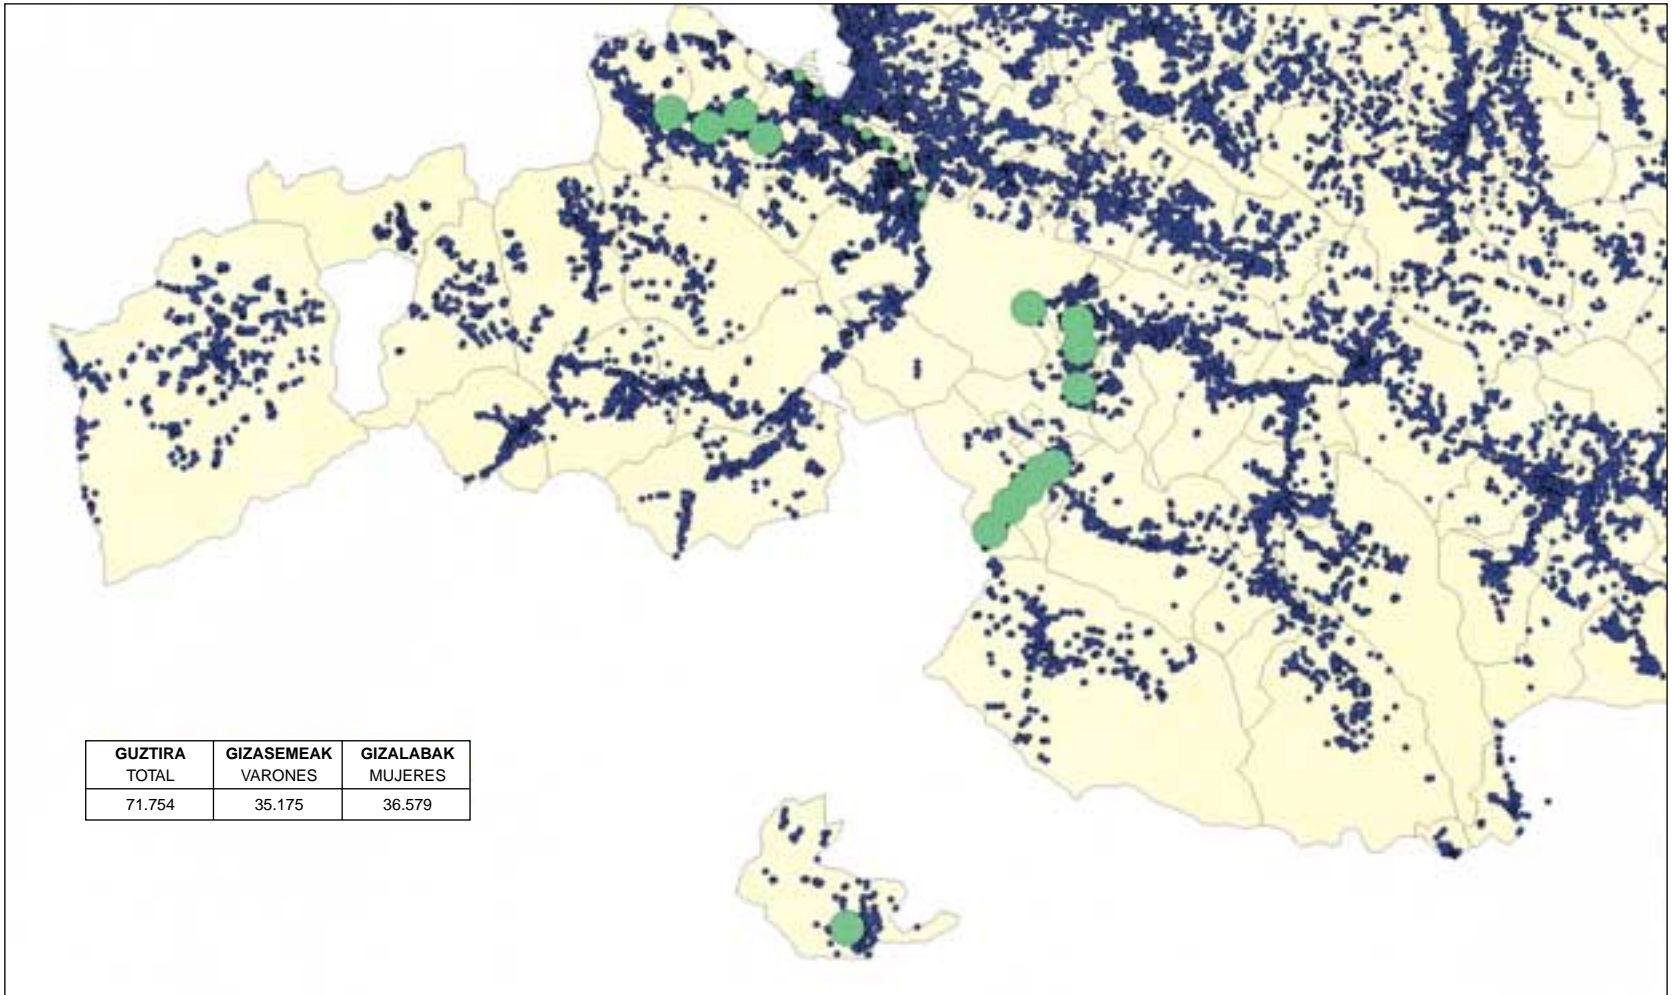 GUZTIRA GIZASEMEAK GIZALABAK
TOTAL VARONES MUJERES
71.754 35.175 36.579